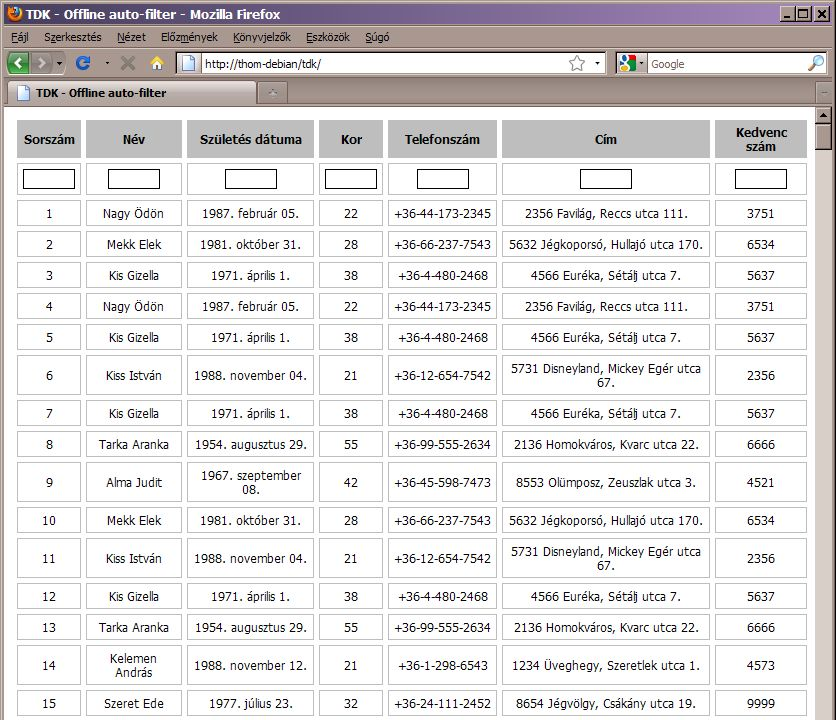 TDK - Offline auto-filter - Mozilla Firefox
Fájl Szerkesztés Nézet Előzmények Könyvjelzők Eszközök Súgó
http://thom-debian/tdk/ Google
TDK - Offline auto-filter
Sorszám Név Születés dátuma Kor Telefonszám Cím Kedvenc
szám
1 Nagy Ödön 1987. február 05. 22 +36-44-173-2345 2356 Favilág, Reccs utca 111. 3751
2 Mekk Elek 1981. október 31. 28 +36-66-237-7543 5632 Jégkoporsó, Hullajó utca 170. 6534
3 Kis Gizella 1971. április 1. 38 +36-4-480-2468 4566 Euréka, Sétálj utca 7. 5637
4 Nagy Ödön 1987. február 05. 22 +36-44-173-2345 2356 Favilág, Reccs utca 111. 3751
5 Kis Gizella 1971. április 1. 38 +36-4-480-2468 4566 Euréka, Sétálj utca 7. 5637
6 Kiss István 1988. november 04. 21 +36-12-654-7542 5731 Disneyland, Mickey Egér utca 2356
67.
7 Kis Gizella 1971. április 1. 38 +36-4-480-2468 4566 Euréka, Sétálj utca 7. 5637
8 Tarka Aranka 1954. augusztus 29. 55 +36-99-555-2634 2136 Homokváros, Kvarc utca 22. 6666
9 Alma Judit 1967. szeptember 42 +36-45-598-7473 8553 Olümposz, Zeuszlak utca 3. 4521
08.
10 Mekk Elek 1981. október 31. 28 +36-66-237-7543 5632 Jégkoporsó, Hullajó utca 170. 6534
11 Kiss István 1988. november 04. 21 +36-12-654-7542 5731 Disneyland, Mickey Egér utca 2356
67.
12 Kis Gizella 1971. április 1. 38 +36-4-480-2468 4566 Euréka, Sétálj utca 7. 5637
13 Tarka Aranka 1954. augusztus 29. 55 +36-99-555-2634 2136 Homokváros, Kvarc utca 22. 6666
14 Kelemen 1988. november 12. 21 +36-1-298-6543 1234 Üveghegy, Szeretlek utca 1. 4573
András
15 Szeret Ede 1977. július 23. 32 +36-24-111-2452 8654 Jégvölgy, Csákány utca 19. 9999